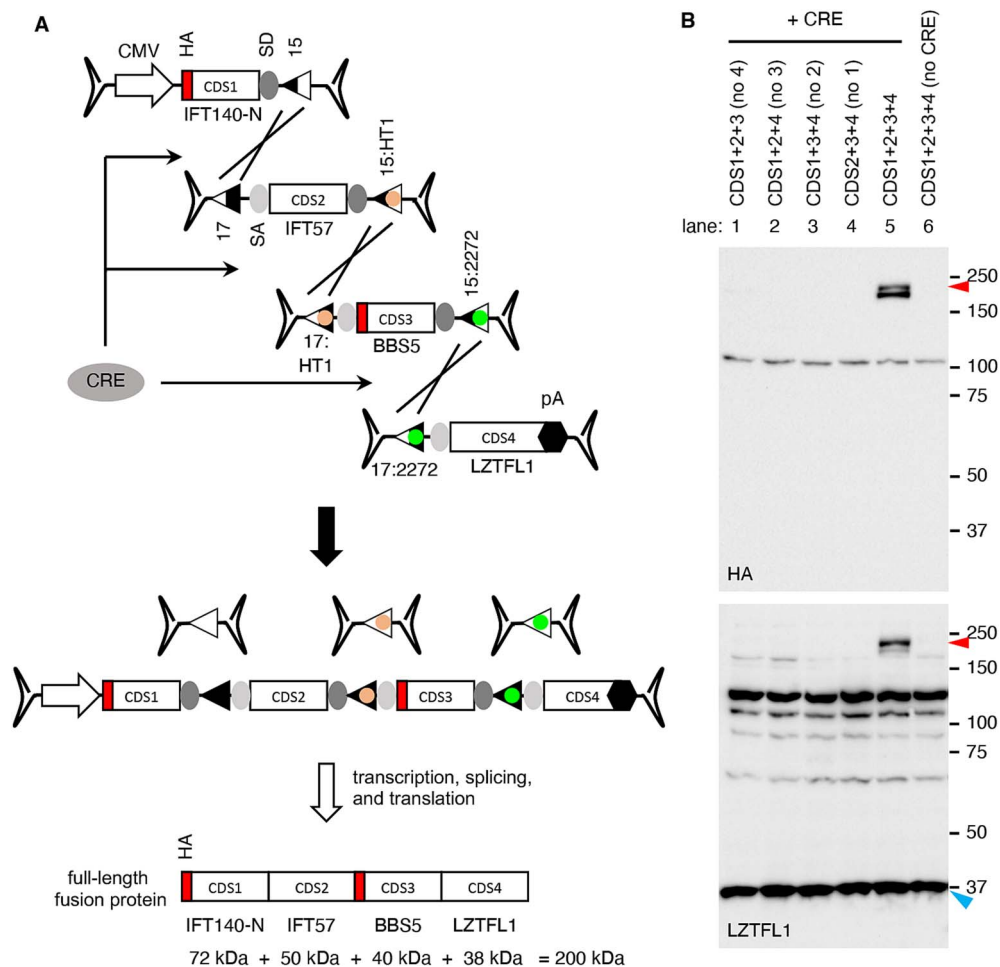 A
CMV
HA
SD
15
CDS1
IFT140-N
15:HT1
CDS2
17
SA
IFT57
15:2272
CDS3
17:
HT1
BBS5
CRE
pA
CDS4
17:2272
LZTFL1
CDS1
CDS2
CDS3
CDS4
transcription, splicing,
and translation
HA
full-length
fusion protein
CDS1
CDS2
CDS3
CDS4
IFT140-N
IFT57
BBS5
LZTFL1
72 kDa + 50 kDa + 40 kDa + 38 kDa = 200 kDa
B
+ CRE
CDS1+2+3 (no 4)
CDS1+2+4 (no 3)
CDS1+3+4 (no 2)
CDS2+3+4 (no 1)
CDS1+2+3+4
CDS1+2+3+4 (no CRE)
lane: 1 2 3 4 5 6
250
150
100
75
50
37
HA
250
150
100
75
50
37
LZTFL1